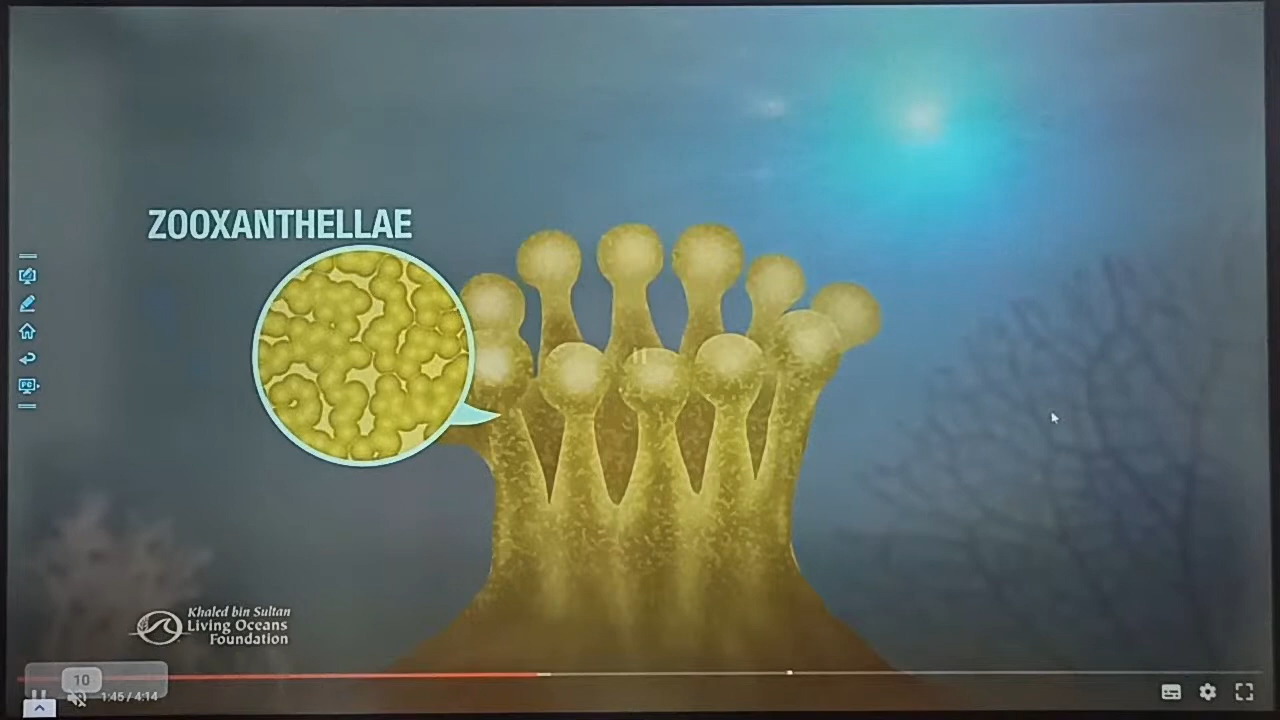 ZOOXANTHELLAE
Khaled bin Sultan
Living Oceans
Foundation
10
1:45 / 4:14